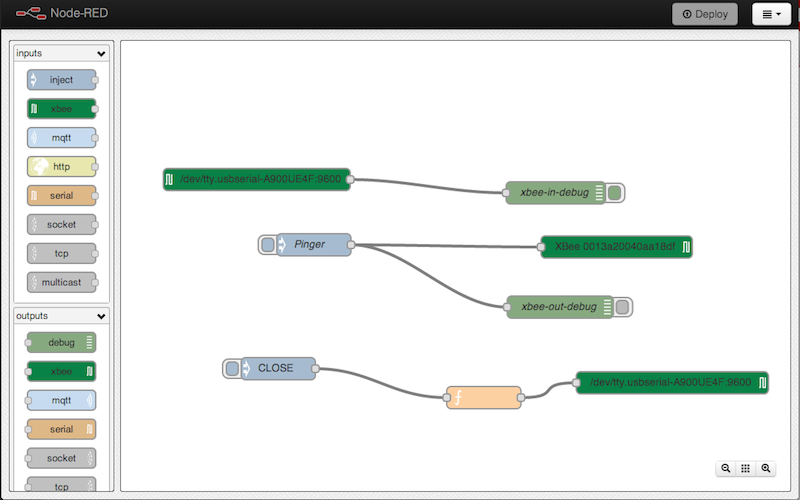 Node-RED
Deploy
inputs
inject
xbee
mqtt
http
serial
socket
tcp
multicast
outputs
debug
xbee
mqtt
serial
socket
tcp
/dev/tty.usbserial-A900UE4F:9600
xbee-in-debug
Pinger
XBee 0013a20040aa18df
xbee-out-debug
CLOSE
f
/dev/tty.usbserial-A900UE4F:9600